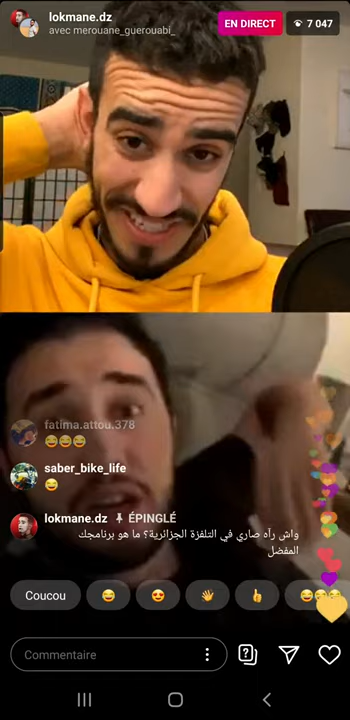 lokmane.dz
avec merouane_guerouabi_
EN DIRECT
7 047
fatima.attou.378
😂😂😂
saber_bike_life
😂
lokmane.dz 📌 ÉPINGLÉ
واش رآه صاري في التلفزة الجزائرية؟ ما هو برنامجك
المفضل
Coucou 😂 😍 👋 👍 😂😂😂
Commentaire